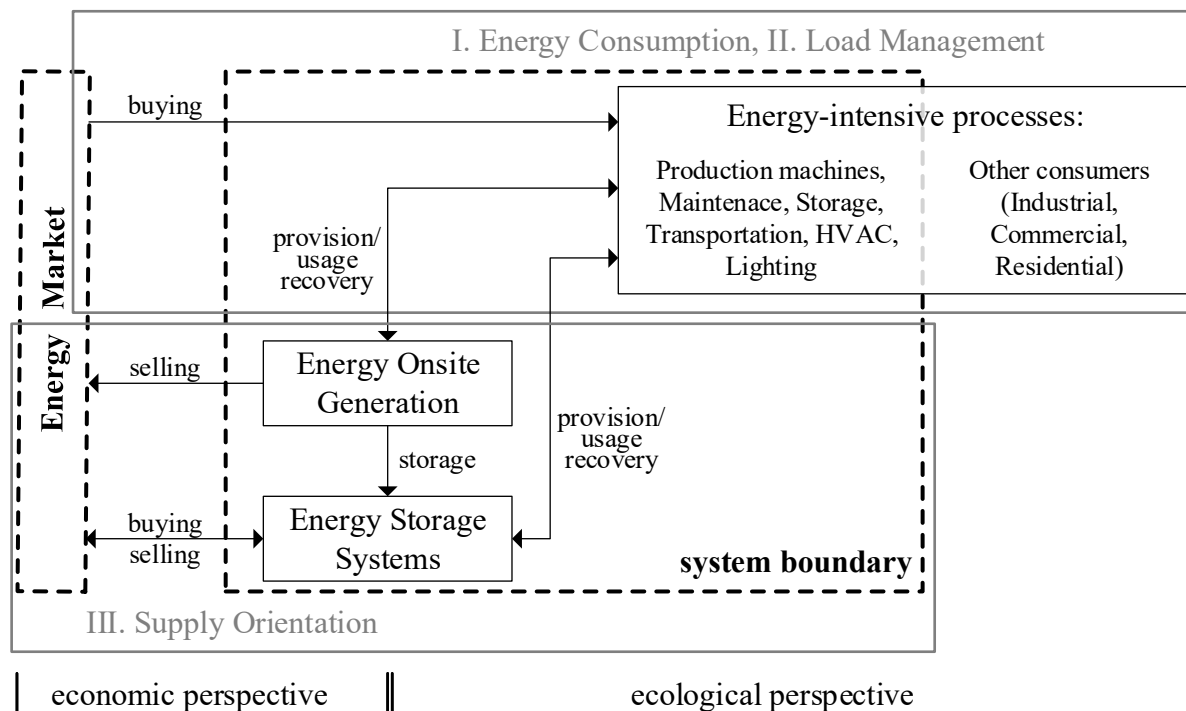 I. Energy Consumption, II. Load Management
buying
Energy-intensive processes:
Production machines,
Maintenace, Storage,
Transportation, HVAC,
Lighting
Other consumers
(Industrial,
Commercial,
Residential)
Energy Market
provision/
usage
recovery
Energy Onsite
Generation
selling
provision/
usage
recovery
storage
Energy Storage
Systems
buying
selling
system boundary
III. Supply Orientation
economic perspective
ecological perspective